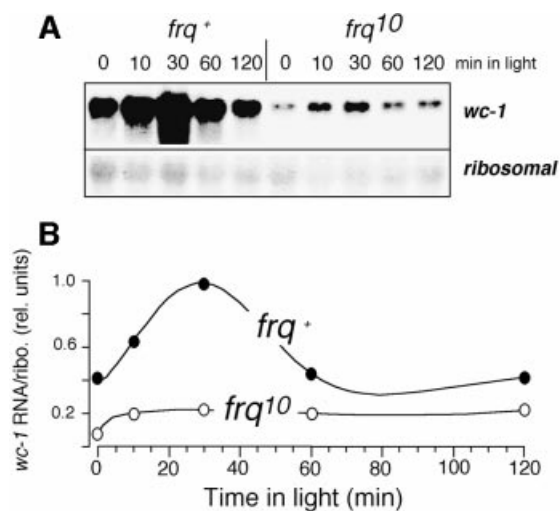 A
frq + frq10
0 10 30 60 120 0 10 30 60 120 min in light
wc-1
ribosomal
B
wc-1 RNA/ribo. (rel. units)
1.0
0.6
0.2
frq +
frq10
0 20 40 60 80 100 120
Time in light (min)